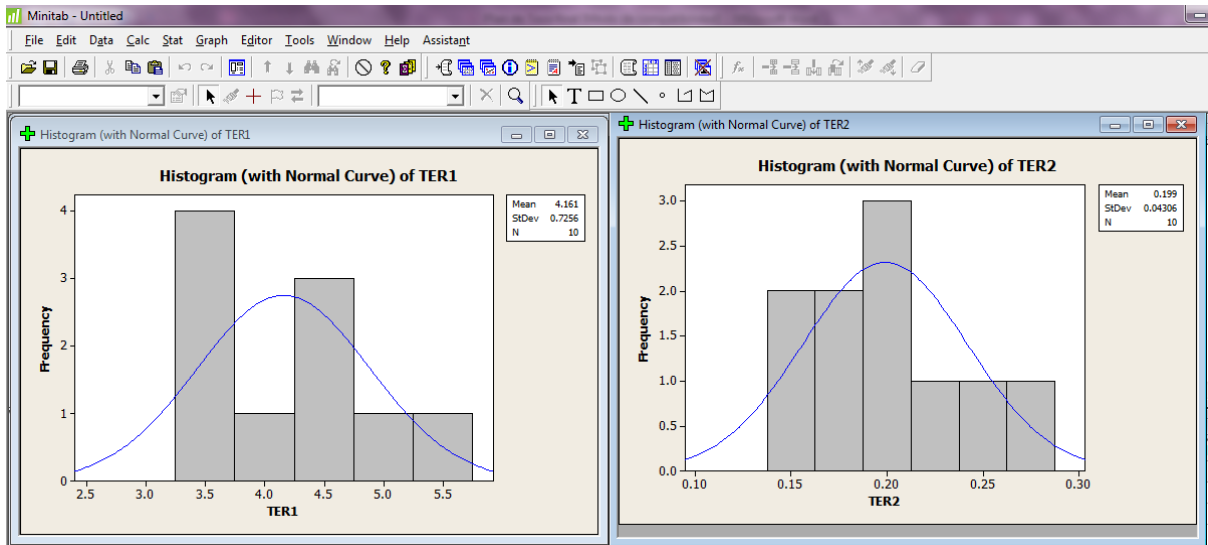 Minitab - Untitled
File Edit Data Calc Stat Graph Editor Tools Window Help Assistant
Histogram (with Normal Curve) of TER1
Histogram (with Normal Curve) of TER1
Mean 4.161
StDev 0.7256
N 10
4
3
2
1
0
Frequency
2.5 3.0 3.5 4.0 4.5 5.0 5.5
TER1
Histogram (with Normal Curve) of TER2
Histogram (with Normal Curve) of TER2
Mean 0.199
StDev 0.04306
N 10
3.0
2.5
2.0
1.5
1.0
0.5
0.0
Frequency
0.10 0.15 0.20 0.25 0.30
TER2